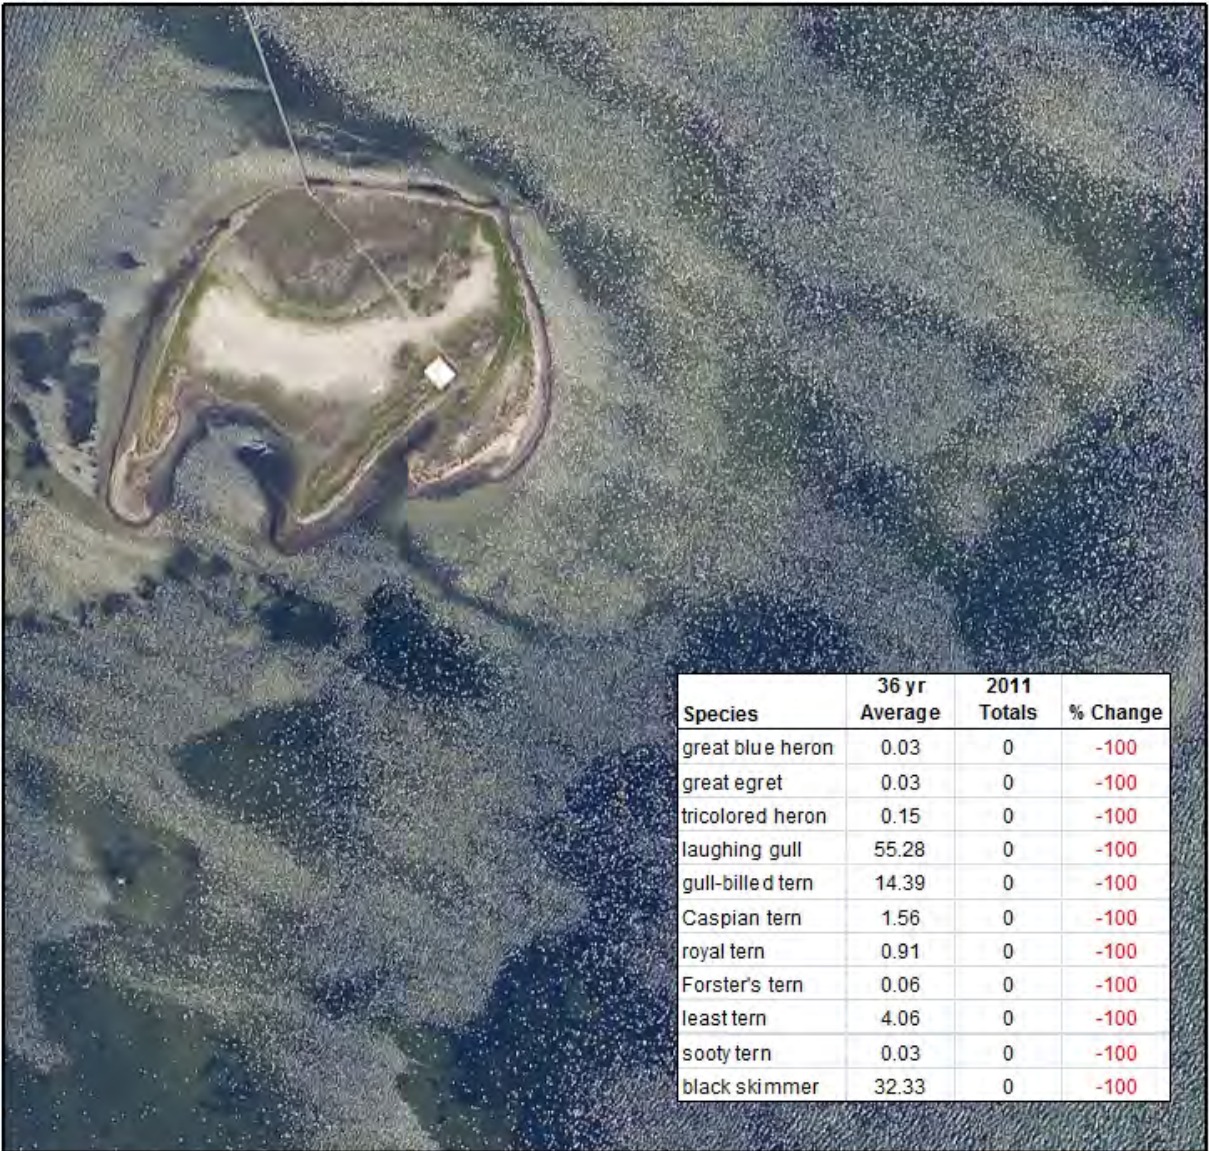 36 yr 2011
Species Average Totals % Change
great blue heron 0.03 0 -100
great egret 0.03 0 -100
tricolored heron 0.15 0 -100
laughing gull 55.28 0 -100
gull-billed tern 14.39 0 -100
Caspian tern 1.56 0 -100
royal tern 0.91 0 -100
Forster's tern 0.06 0 -100
least tern 4.06 0 -100
sooty tern 0.03 0 -100
black skimmer 32.33 0 -100